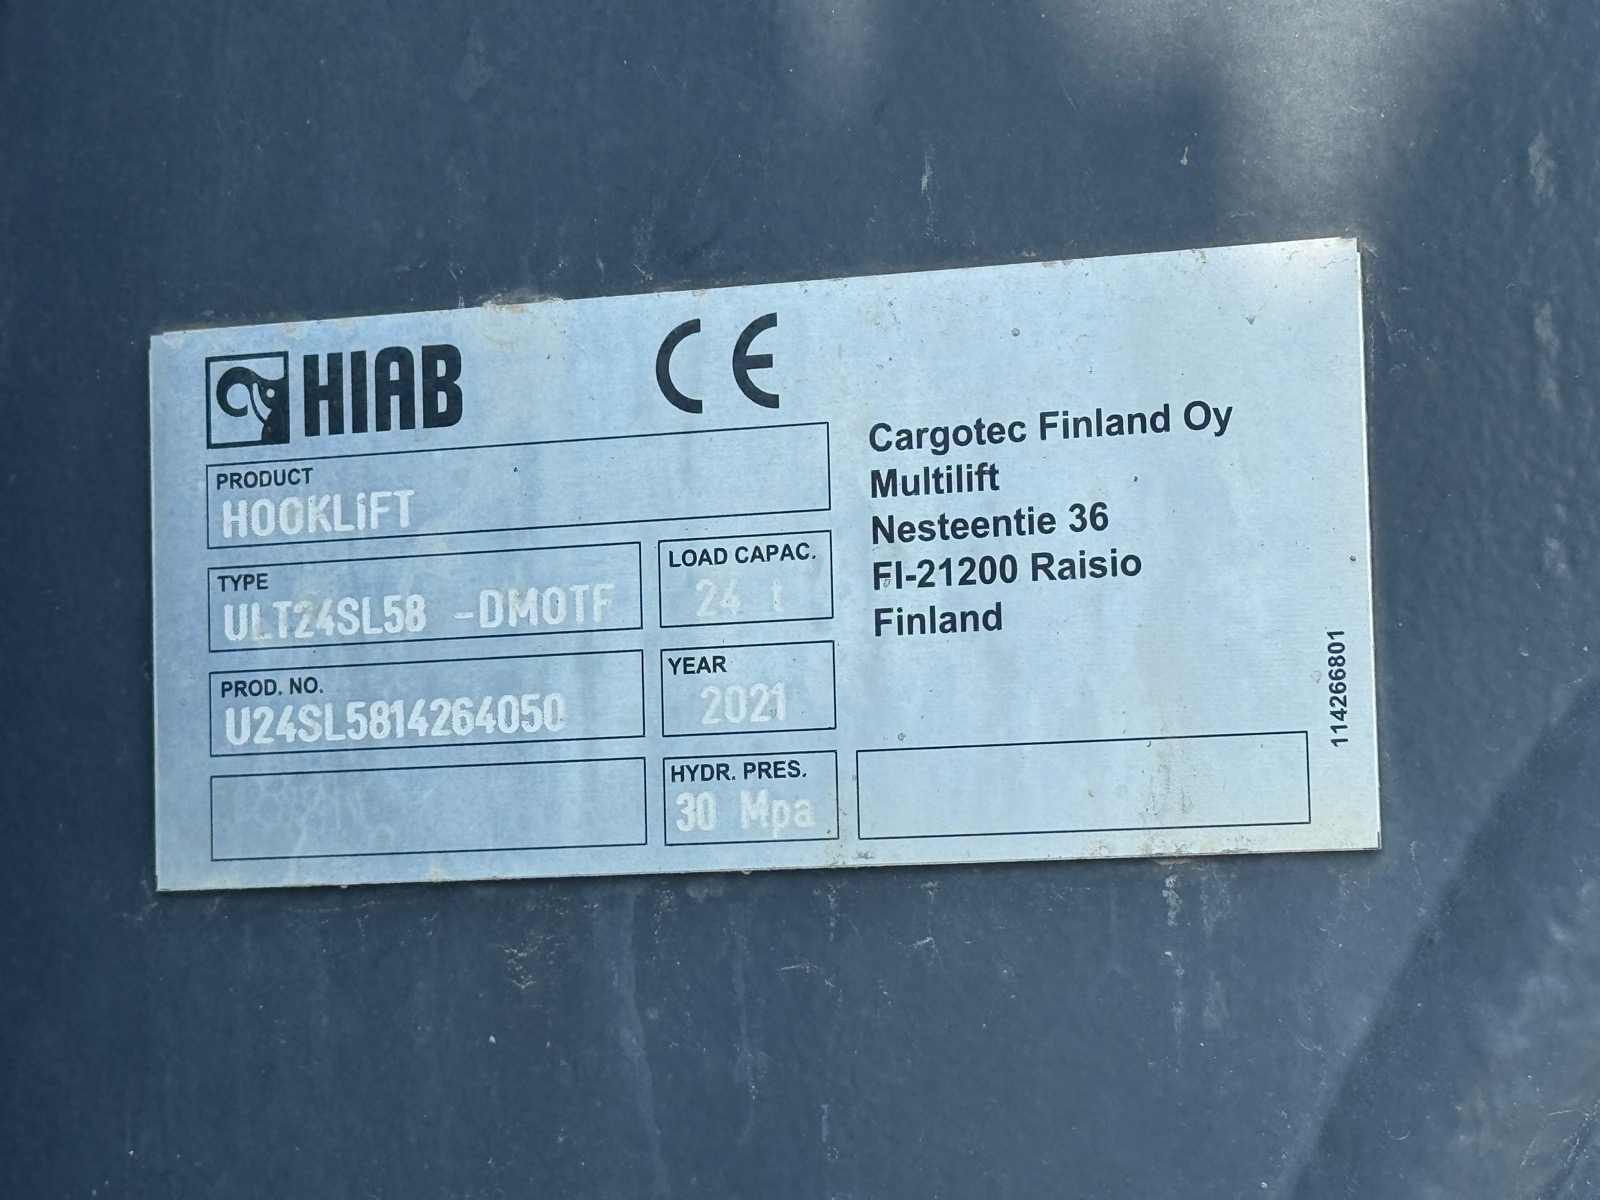 HIAB
CE
PRODUCT
HOOKLiFT
TYPE
ULT24SL58 -DMOTF
LOAD CAPAC.
24 t
PROD. NO.
U24SL5814264050
YEAR
2021
HYDR. PRES.
30 Mpa
Cargotec Finland Oy
Multilift
Nesteentie 36
FI-21200 Raisio
Finland
114266801